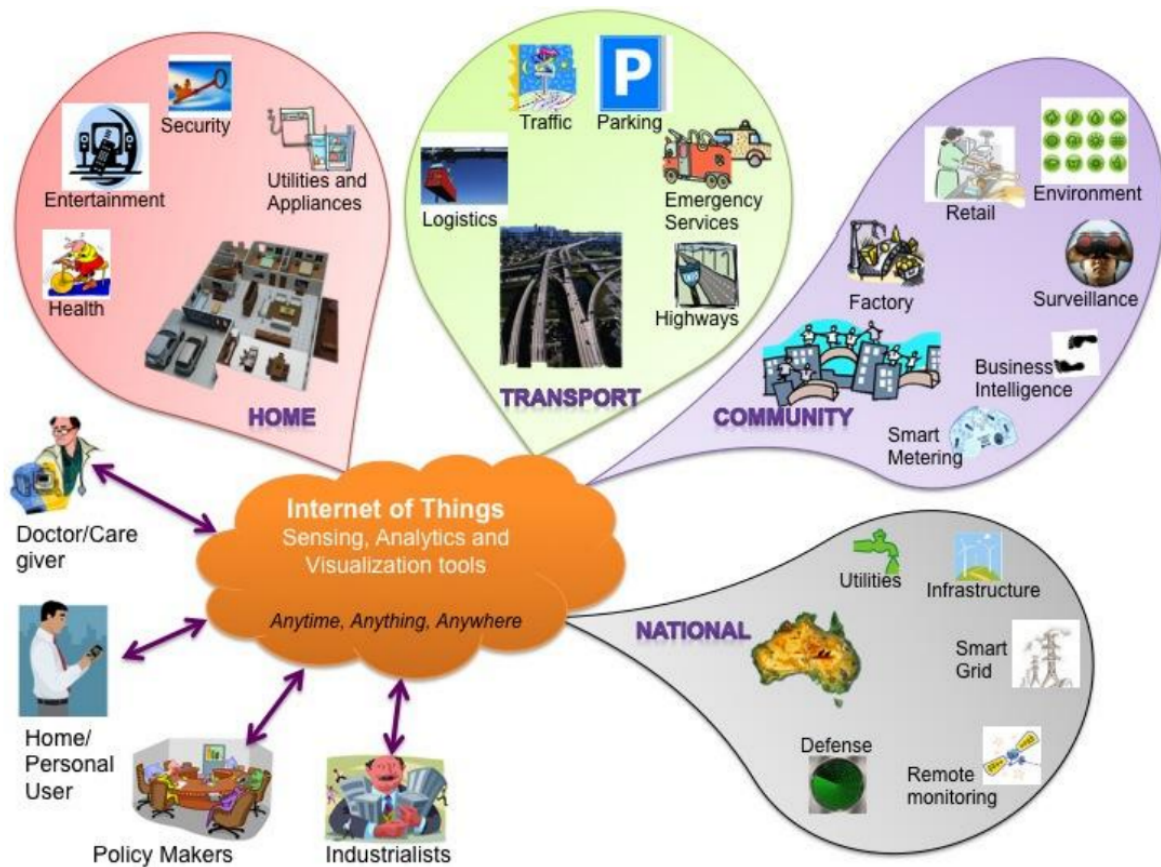 Security
Entertainment
Utilities and
Appliances
Health
HOME
Traffic
Parking
P
Logistics
Emergency
Services
Highways
TRANSPORT
Retail
Environment
Factory
Surveillance
Business
Intelligence
COMMUNITY
Smart
Metering
Internet of Things
Sensing, Analytics and
Visualization tools
Anytime, Anything, Anywhere
Doctor/Care
giver
Home/
Personal
User
Policy Makers
Industrialists
Utilities
Infrastructure
NATIONAL
Smart
Grid
Defense
Remote
monitoring